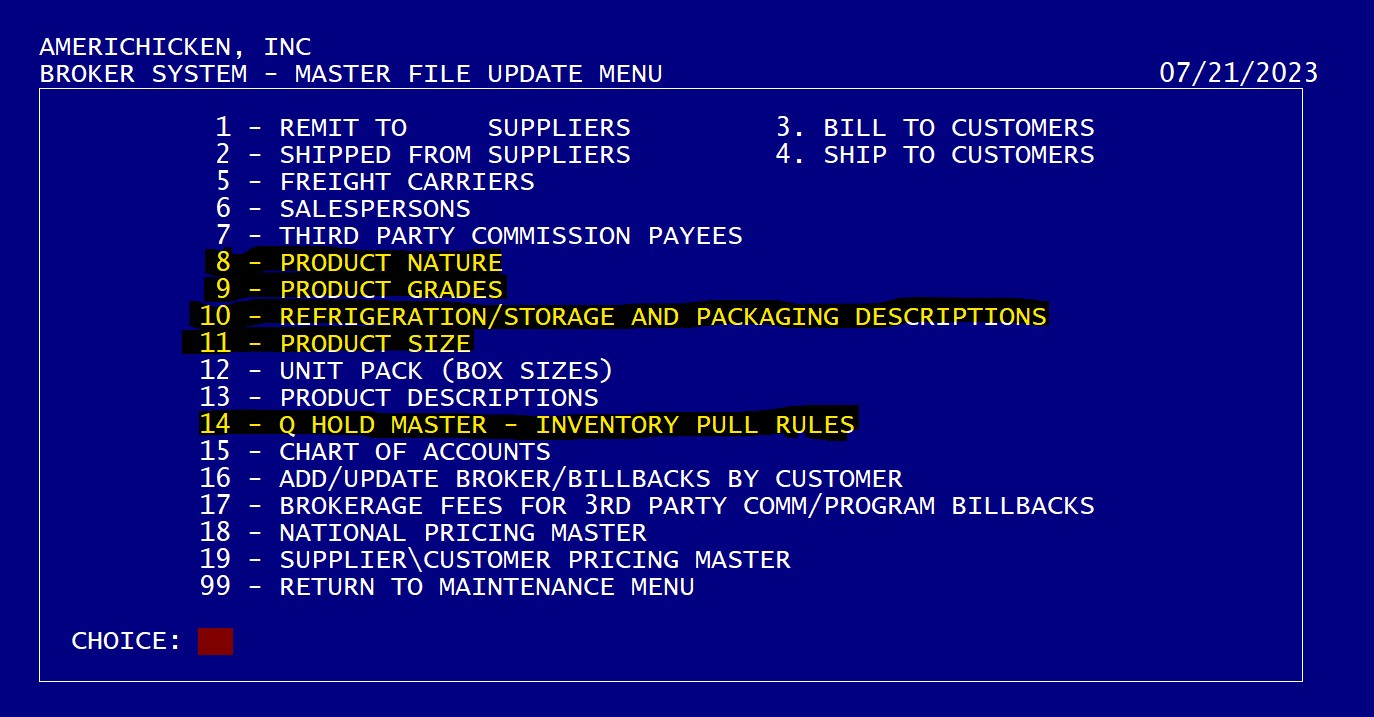 AMERICHICKEN, INC
BROKER SYSTEM - MASTER FILE UPDATE MENU 07/21/2023
1 - REMIT TO SUPPLIERS 3. BILL TO CUSTOMERS
2 - SHIPPED FROM SUPPLIERS 4. SHIP TO CUSTOMERS
5 - FREIGHT CARRIERS
6 - SALESPERSONS
7 - THIRD PARTY COMMISSION PAYEES
8 - PRODUCT NATURE
9 - PRODUCT GRADES
10 - REFRIGERATION/STORAGE AND PACKAGING DESCRIPTIONS
11 - PRODUCT SIZE
12 - UNIT PACK (BOX SIZES)
13 - PRODUCT DESCRIPTIONS
14 - Q HOLD MASTER - INVENTORY PULL RULES
15 - CHART OF ACCOUNTS
16 - ADD/UPDATE BROKER/BILLBACKS BY CUSTOMER
17 - BROKERAGE FEES FOR 3RD PARTY COMM/PROGRAM BILLBACKS
18 - NATIONAL PRICING MASTER
19 - SUPPLIER\CUSTOMER PRICING MASTER
99 - RETURN TO MAINTENANCE MENU
CHOICE: